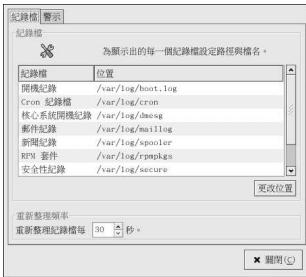 紀錄檔 警示
紀錄檔
為顯示出的每一個紀錄檔設定路徑與檔名。
紀錄檔 位置
開機紀錄 /var/log/boot.log
Cron 紀錄檔 /var/log/cron
核心系統開機紀錄 /var/log/dmesg
郵件紀錄 /var/log/maillog
新聞紀錄 /var/log/spooler
RPM 套件 /var/log/rpmpkgs
安全性紀錄 /var/log/secure
更改位置
重新整理頻率
重新整理紀錄檔每 30 秒。
關閉(C)